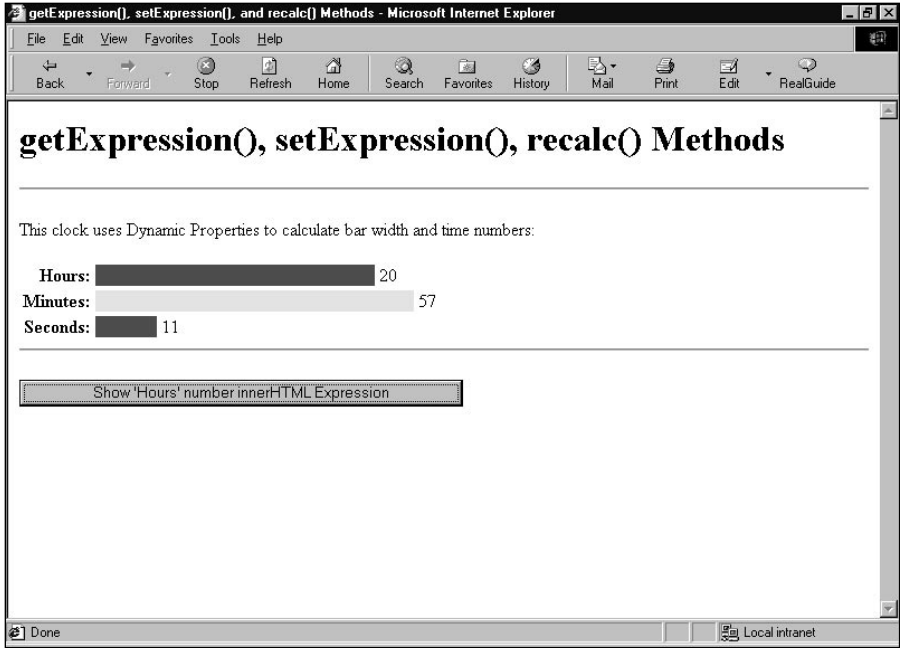 getExpression(), setExpression(), and recalc() Methods - Microsoft Internet Explorer
File Edit View Favorites Tools Help
Back Forward Stop Refresh Home Search Favorites History Mail Print Edit RealGuide
getExpression(), setExpression(), recalc() Methods
This clock uses Dynamic Properties to calculate bar width and time numbers:
Hours: 20
Minutes: 57
Seconds: 11
Show 'Hours' number innerHTML Expression
Done Local intranet